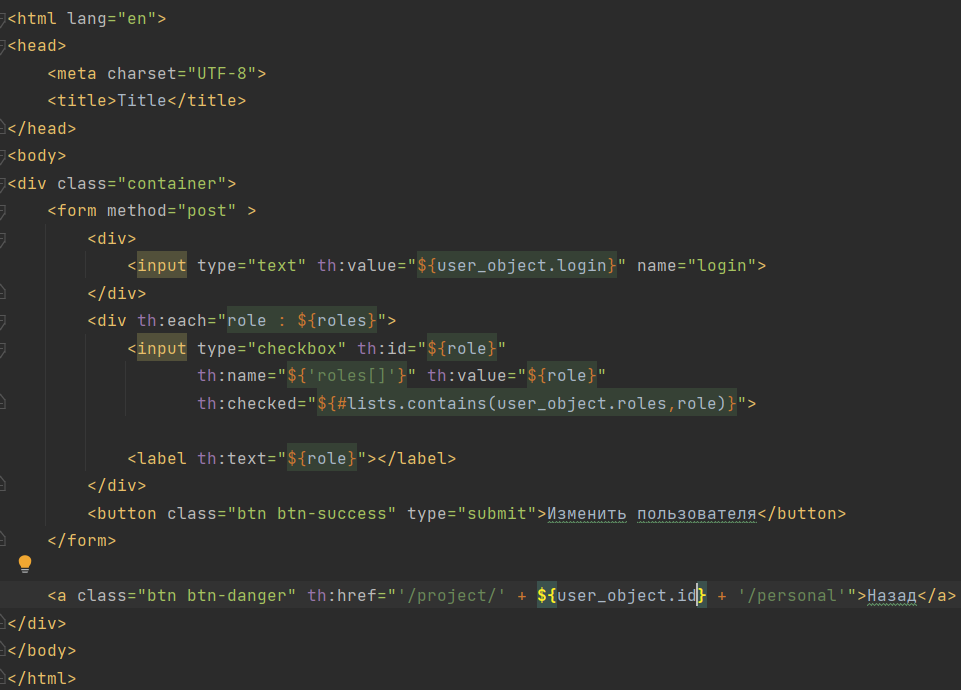 <html lang="en">
<head>
    <meta charset="UTF-8">
    <title>Title</title>
</head>
<body>
<div class="container">
    <form method="post" >
        <div>
            <input type="text" th:value="${user_object.login}" name="login">
        </div>
        <div th:each="role : ${roles}">
            <input type="checkbox" th:id="${role}"
                   th:name="${'roles[]'}" th:value="${role}"
                   th:checked="${#lists.contains(user_object.roles,role)}">
            <label th:text="${role}"></label>
        </div>
        <button class="btn btn-success" type="submit">Изменить пользователя</button>
    </form>
    <a class="btn btn-danger" th:href="'/project/' + ${user_object.id} + '/personal'">Назад</a>
</div>
</body>
</html>